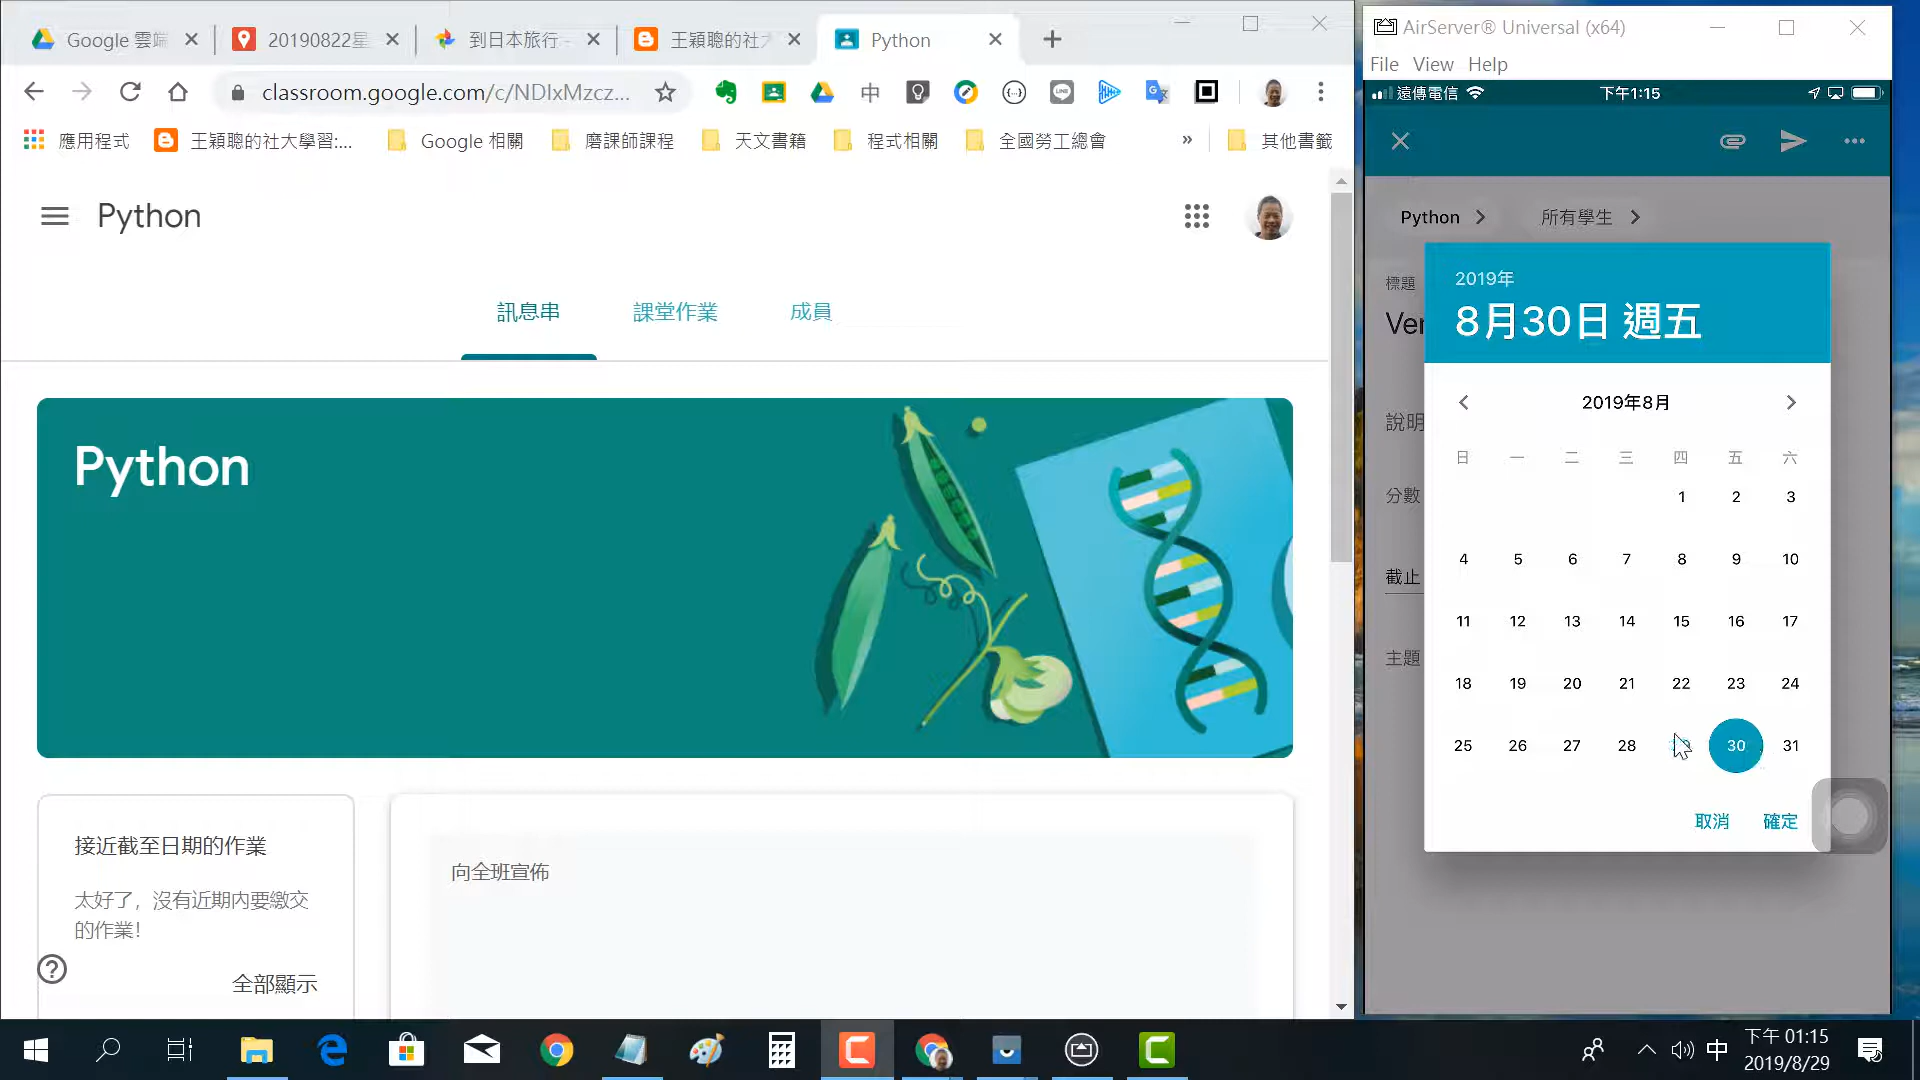 Google 雲端
20190822星
到日本旅行 -
王穎聰的社大
Python
classroom.google.com/c/NDIxMzcz...
應用程式
王穎聰的社大學習:...
Google 相關
磨課師課程
天文書籍
程式相關
全國勞工總會
»
其他書籤
Python
訊息串
課堂作業
成員
Python
接近截至日期的作業
太好了，沒有近期內要繳交
的作業！
全部顯示
向全班宣佈
AirServer® Universal (x64)
File View Help
遠傳電信
下午1:15
Python
所有學生
標題
Ver
說明
分數
截止
主題
2019年
8月30日 週五
2019年8月
日 一 二 三 四 五 六
1 2 3
4 5 6 7 8 9 10
11 12 13 14 15 16 17
18 19 20 21 22 23 24
25 26 27 28 30 31
取消 確定
中
下午 01:15
2019/8/29